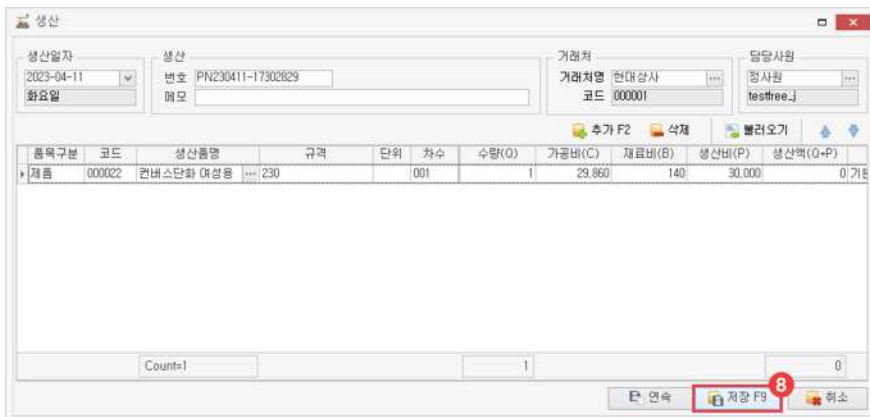 생산
생산일자
2023-04-11
화요일
생산
번호 PN230411-17302829
메모
거래처
거래처명 현대상사 ...
코드 000001
담당사원
정사원 ...
testfree_j
추가 F2 삭제 불러오기
품목구분 코드 생산품명 규격 단위 차수 수량(Q) 가공비(C) 재료비(B) 생산비(P) 생산액(Q*P)
제품 000022 컨버스단화 여성용 ... 230 001 1 29,860 140 30,000 0 기본
Count=1 1 0
연속 저장 F9 8 취소